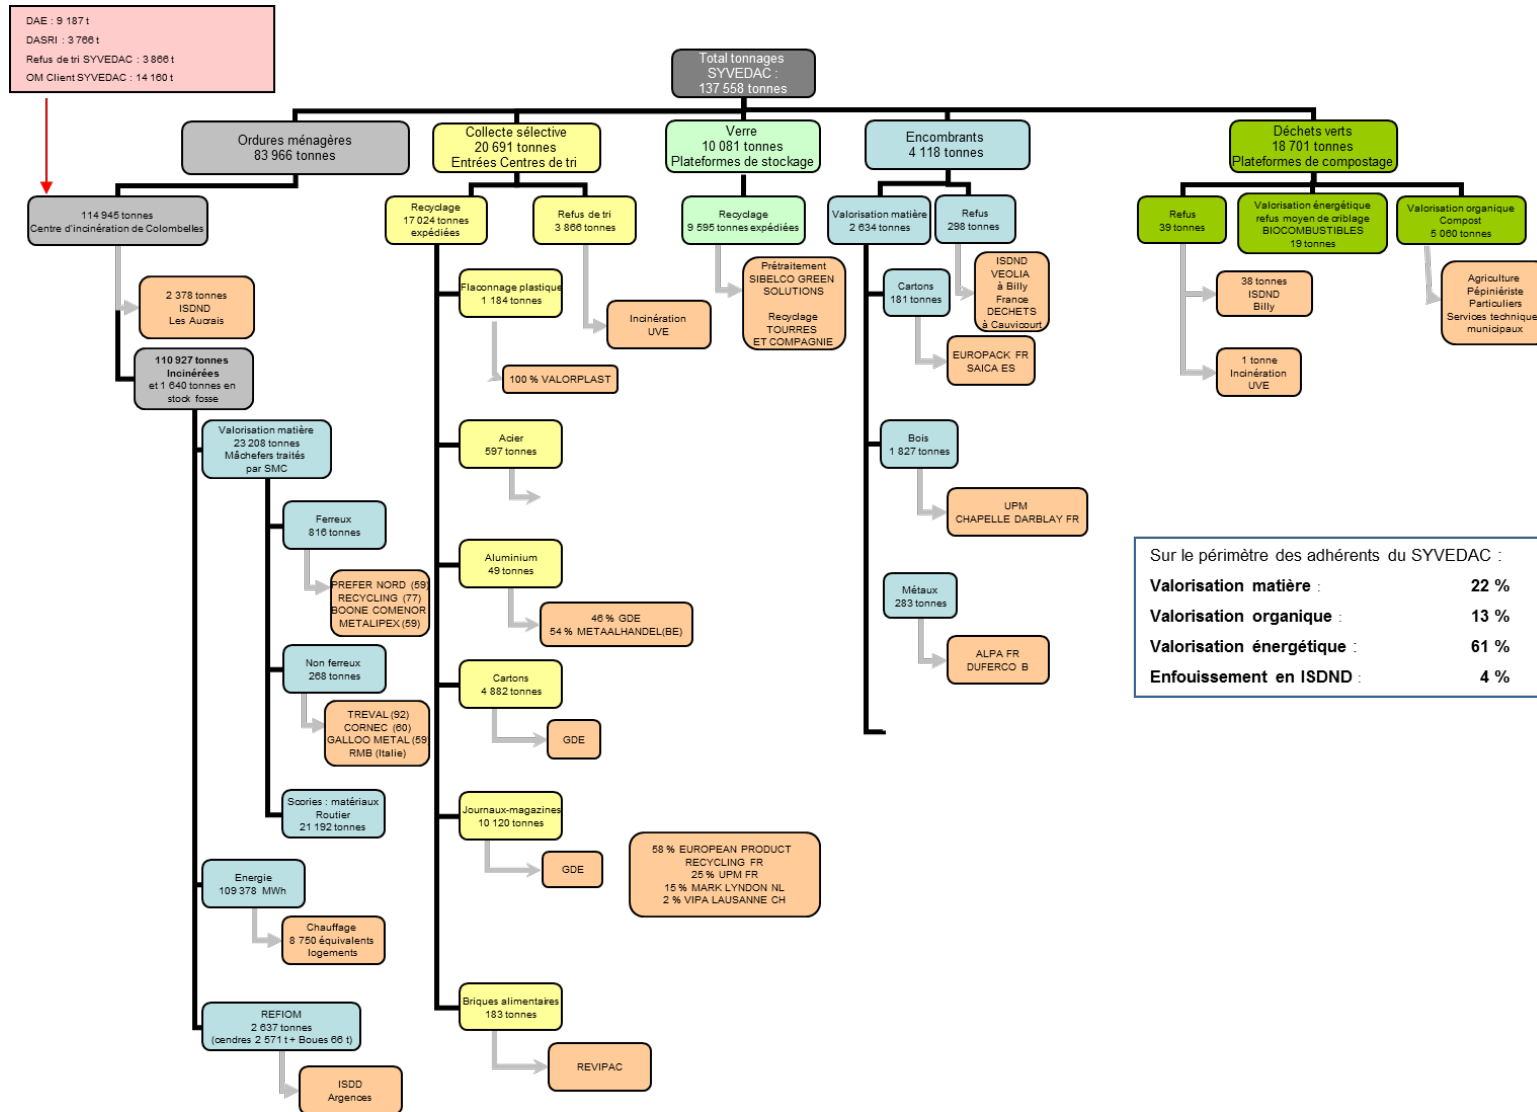 DAE : 9 187 t
DASRI : 3 766 t
Refus de tri SYVEDAC : 3 866 t
OM Client SYVEDAC : 14 160 t
Total tonnages
SYVEDAC :
137 558 tonnes
Ordures ménagères
83 966 tonnes
Collecte sélective
20 691 tonnes
Entrées Centres de tri
Verre
10 081 tonnes
Plateformes de stockage
Encombrants
4 118 tonnes
Déchets verts
18 701 tonnes
Plateformes de compostage
114 945 tonnes
Centre d'incinération de Colombelles
2 378 tonnes
ISDND
Les Aucrais
110 927 tonnes
Incinérées
et 1 640 tonnes en
stock fosse
Valorisation matière
23 208 tonnes
Mâchefers traités
par SMC
Ferreux
816 tonnes
PREFER NORD (59)
RECYCLING (77)
BOONE COMENOR
METALIPEX (59)
Non ferreux
268 tonnes
TREVAL (92)
CORNEC (60)
GALLOO METAL (59
RMB (Italie)
Scories : matériaux
Routier
21 192 tonnes
Energie
109 378 MWh
Chauffage
8 750 équivalents
logements
REFIOM
2 637 tonnes
(cendres 2 571 t + Boues 66 t)
ISDD
Argences
Recyclage
17 024 tonnes
expédiées
Refus de tri
3 866 tonnes
Incinération
UVE
Flaconnage plastique
1 184 tonnes
100 % VALORPLAST
Acier
597 tonnes
Aluminium
49 tonnes
46 % GDE
54 % METAALHANDEL(BE)
Cartons
4 882 tonnes
GDE
Journaux-magazines
10 120 tonnes
GDE
58 % EUROPEAN PRODUCT
RECYCLING FR
25 % UPM FR
15 % MARK LYNDON NL
2 % VIPA LAUSANNE CH
Briques alimentaires
183 tonnes
REVIPAC
Recyclage
9 595 tonnes expédiées
Prétraitement
SIBELCO GREEN
SOLUTIONS
Recyclage
TOURRES
ET COMPAGNIE
Valorisation matière
2 634 tonnes
Refus
298 tonnes
ISDND
VEOLIA
à Billy
France
DECHETS
à Cauvicourt
Cartons
181 tonnes
EUROPACK FR
SAICA ES
Bois
1 827 tonnes
UPM
CHAPELLE DARBLAY FR
Métaux
283 tonnes
ALPA FR
DUFERCO B
Refus
39 tonnes
38 tonnes
ISDND
Billy
1 tonne
Incinération
UVE
Valorisation énergétique
refus moyen de criblage
BIOCOMBUSTIBLES
19 tonnes
Valorisation organique
Compost
5 060 tonnes
Agriculture
Pépiniériste
Particuliers
Services technique
municipaux
Sur le périmètre des adhérents du SYVEDAC :
Valorisation matière : 22 %
Valorisation organique : 13 %
Valorisation énergétique : 61 %
Enfouissement en ISDND : 4 %